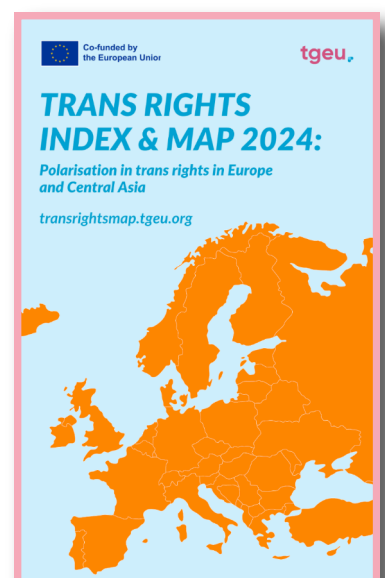 Co-funded by
the European Union
tgeu
TRANS RIGHTS
INDEX & MAP 2024:
Polarisation in trans rights in Europe
and Central Asia
transrightsmap.tgeu.org